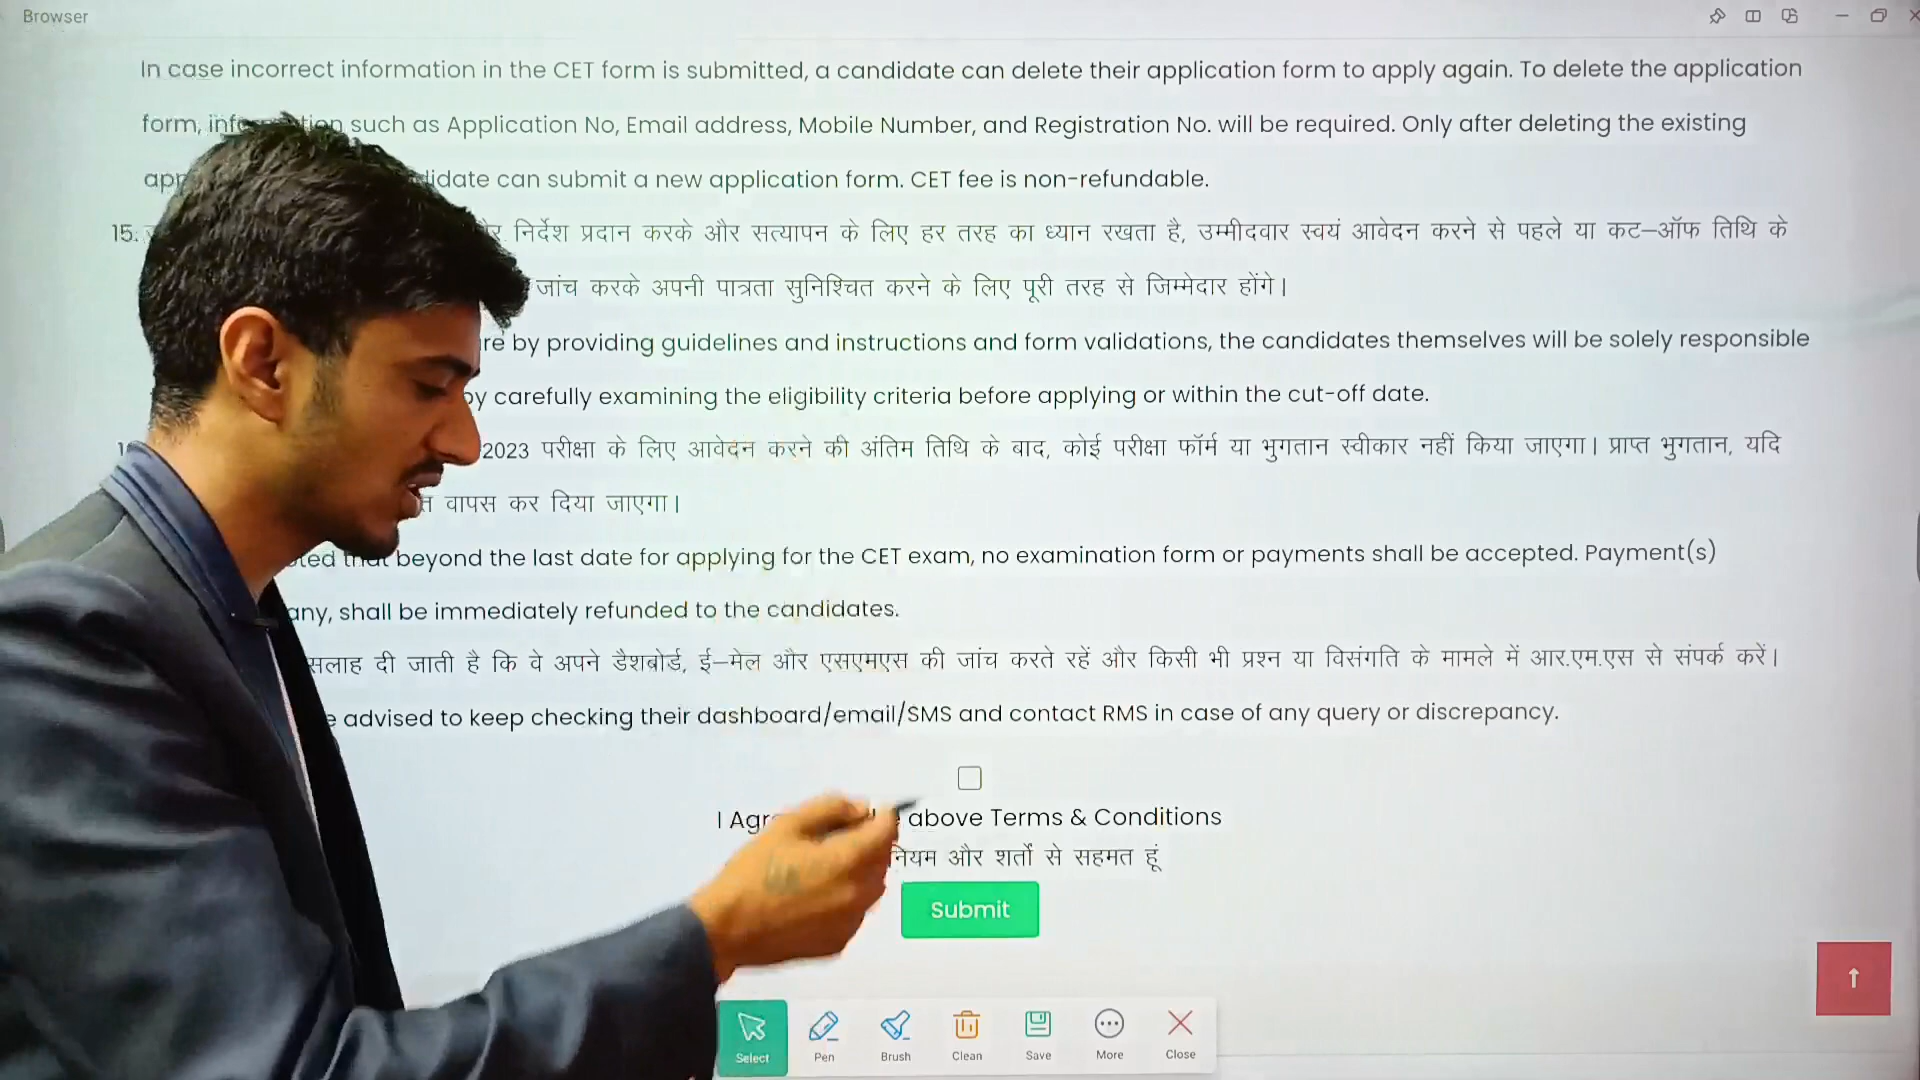 Browser
In case incorrect information in the CET form is submitted, a candidate can delete their application form to apply again. To delete the application
form, such as Application No, Email address, Mobile Number, and Registration No. will be required. Only after deleting the existing
can submit a new application form. CET fee is non-refundable.
15. निर्देश प्रदान करके और सत्यापन के लिए हर तरह का ध्यान रखता है, उम्मीदवार स्वयं आवेदन करने से पहले या कट–ऑफ तिथि के
जांच करके अपनी पात्रता सुनिश्चित करने के लिए पूरी तरह से जिम्मेदार होंगे।
by providing guidelines and instructions and form validations, the candidates themselves will be solely responsible
by carefully examining the eligibility criteria before applying or within the cut-off date.
2023 परीक्षा के लिए आवेदन करने की अंतिम तिथि के बाद, कोई परीक्षा फॉर्म या भुगतान स्वीकार नहीं किया जाएगा। प्राप्त भुगतान, यदि
वापस कर दिया जाएगा।
that beyond the last date for applying for the CET exam, no examination form or payments shall be accepted. Payment(s)
any, shall be immediately refunded to the candidates.
सलाह दी जाती है कि वे अपने डैशबोर्ड, ई–मेल और एसएमएस की जांच करते रहें और किसी भी प्रश्न या विसंगति के मामले में आर.एम.एस से संपर्क करें।
advised to keep checking their dashboard/email/SMS and contact RMS in case of any query or discrepancy.
I above Terms & Conditions
नियम और शर्तों से सहमत हूं
Submit
Select Pen Brush Clean Save More Close